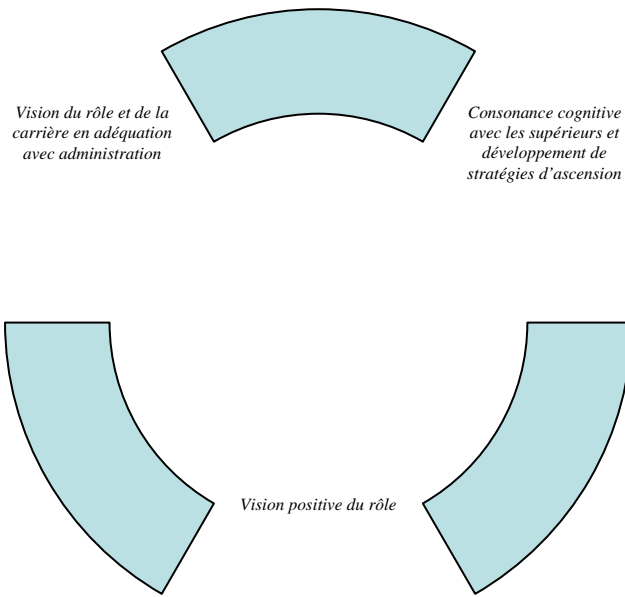 Vision du rôle et de la
carrière en adéquation
avec administration
Consonance cognitive
avec les supérieurs et
développement de
stratégies d'ascension
Vision positive du rôle